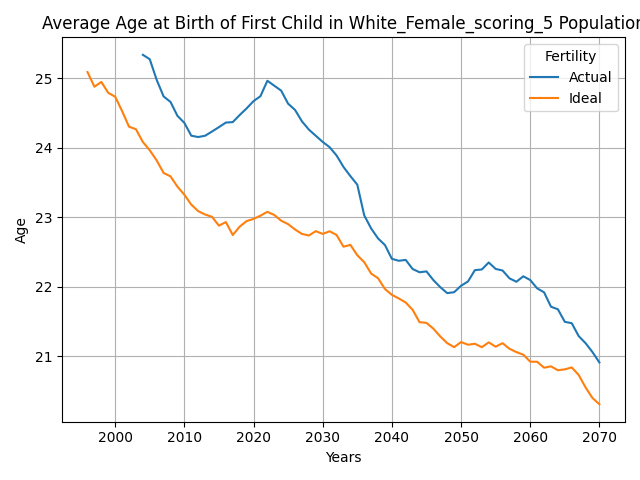 Average Age at Birth of First Child in White_Female_scoring_5 Population
Fertility
Actual
Ideal
Age
25
24
23
22
21
2000 2010 2020 2030 2040 2050 2060 2070
Years